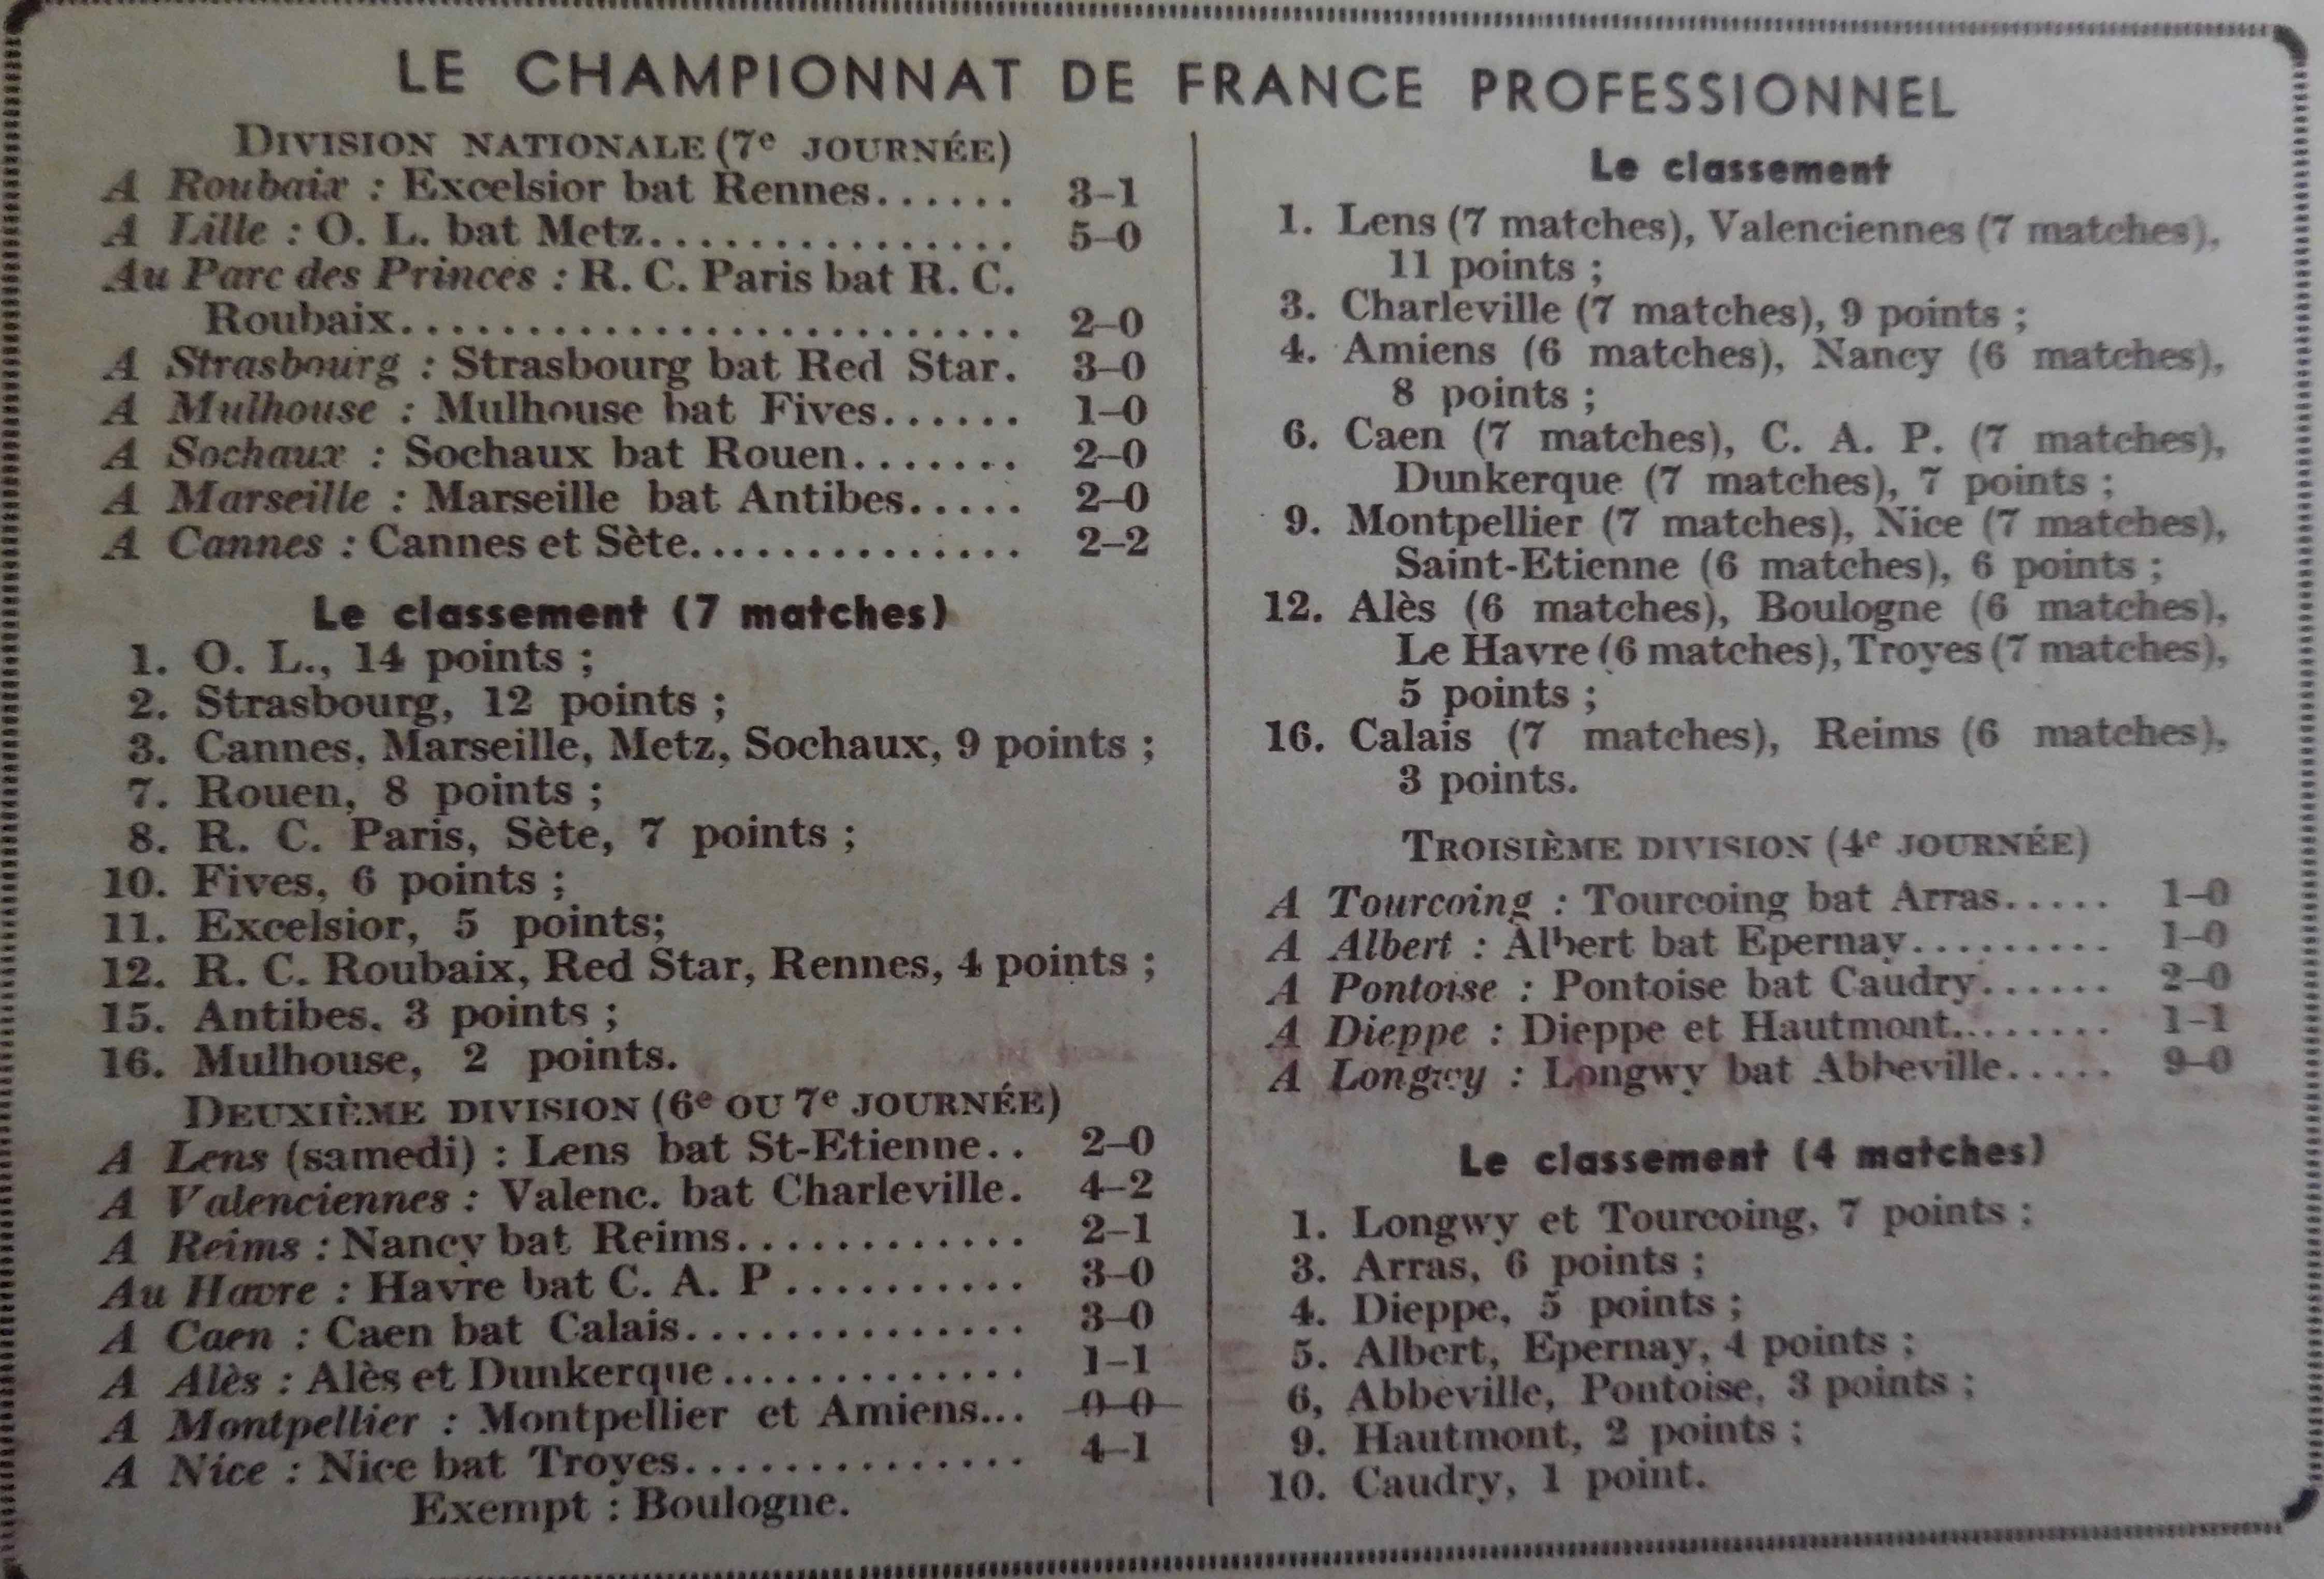 LE CHAMPIONNAT DE FRANCE PROFESSIONNEL
DIVISION NATIONALE (7e JOURNÉE)
A Roubaix : Excelsior bat Rennes...... 3-1
A Lille : O. L. bat Metz............... 5-0
Au Parc des Princes : R. C. Paris bat R. C.
Roubaix......................... 2-0
A Strasbourg : Strasbourg bat Red Star. 3-0
A Mulhouse : Mulhouse bat Fives...... 1-0
A Sochaux : Sochaux bat Rouen....... 2-0
A Marseille : Marseille bat Antibes..... 2-0
A Cannes : Cannes et Sète.............. 2-2
Le classement (7 matches)
1. O. L., 14 points ;
2. Strasbourg, 12 points ;
3. Cannes, Marseille, Metz, Sochaux, 9 points ;
7. Rouen, 8 points ;
8. R. C. Paris, Sète, 7 points ;
10. Fives, 6 points ;
11. Excelsior, 5 points;
12. R. C. Roubaix, Red Star, Rennes, 4 points ;
15. Antibes. 3 points ;
16. Mulhouse, 2 points.
DEUXIÈME DIVISION (6e OU 7e JOURNÉE)
A Lens (samedi) : Lens bat St-Etienne.. 2-0
A Valenciennes : Valenc. bat Charleville. 4-2
A Reims : Nancy bat Reims............ 2-1
Au Havre : Havre bat C. A. P.......... 3-0
A Caen : Caen bat Calais.............. 3-0
A Alès : Alès et Dunkerque............. 1-1
A Montpellier : Montpellier et Amiens... 0-0
A Nice : Nice bat Troyes.............. 4-1
Exempt : Boulogne.
Le classement
1. Lens (7 matches), Valenciennes (7 matches),
11 points ;
3. Charleville (7 matches), 9 points ;
4. Amiens (6 matches), Nancy (6 matches),
8 points ;
6. Caen (7 matches), C. A. P. (7 matches),
Dunkerque (7 matches), 7 points ;
9. Montpellier (7 matches), Nice (7 matches),
Saint-Etienne (6 matches), 6 points ;
12. Alès (6 matches), Boulogne (6 matches),
Le Havre (6 matches), Troyes (7 matches),
5 points ;
16. Calais (7 matches), Reims (6 matches),
3 points.
TROISIÈME DIVISION (4e JOURNÉE)
A Tourcoing : Tourcoing bat Arras..... 1-0
A Albert : Albert bat Epernay......... 1-0
A Pontoise : Pontoise bat Caudry...... 2-0
A Dieppe : Dieppe et Hautmont........ 1-1
A Longwy : Longwy bat Abbeville..... 9-0
Le classement (4 matches)
1. Longwy et Tourcoing, 7 points ;
3. Arras, 6 points ;
4. Dieppe, 5 points ;
5. Albert, Epernay, 4 points ;
6, Abbeville, Pontoise, 3 points ;
9. Hautmont, 2 points ;
10. Caudry, 1 point.